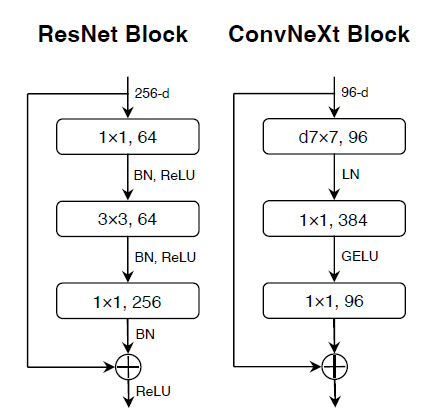 ResNet Block
256-d
1×1, 64
BN, ReLU
3×3, 64
BN, ReLU
1×1, 256
BN
ReLU
ConvNeXt Block
96-d
d7×7, 96
LN
1×1, 384
GELU
1×1, 96